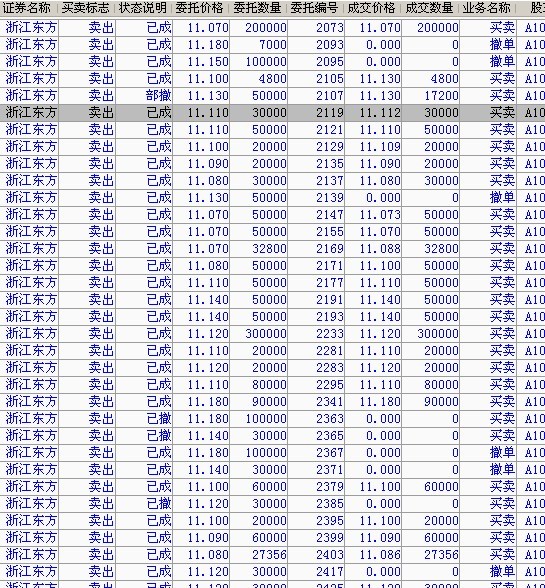 证券名称 买卖标志 状态说明 委托价格 委托数量 委托编号 成交价格 成交数量 业务名称 股
浙江东方 卖出 已成 11.070 200000 2073 11.070 200000 买卖 A10
浙江东方 卖出 已成 11.180 7000 2093 0.000 0 撤单 A10
浙江东方 卖出 已成 11.150 100000 2095 0.000 0 撤单 A10
浙江东方 卖出 已成 11.100 4800 2105 11.130 4800 买卖 A10
浙江东方 卖出 部撤 11.130 50000 2107 11.130 17200 买卖 A10
浙江东方 卖出 已成 11.110 30000 2119 11.112 30000 买卖 A10
浙江东方 卖出 已成 11.110 50000 2121 11.110 50000 买卖 A10
浙江东方 卖出 已成 11.100 20000 2129 11.109 20000 买卖 A10
浙江东方 卖出 已成 11.090 20000 2135 11.090 20000 买卖 A10
浙江东方 卖出 已成 11.080 30000 2137 11.080 30000 买卖 A10
浙江东方 卖出 已成 11.130 50000 2139 0.000 0 撤单 A10
浙江东方 卖出 已成 11.070 50000 2147 11.073 50000 买卖 A10
浙江东方 卖出 已成 11.070 50000 2155 11.070 50000 买卖 A10
浙江东方 卖出 已成 11.070 32800 2169 11.088 32800 买卖 A10
浙江东方 卖出 已成 11.080 50000 2171 11.100 50000 买卖 A10
浙江东方 卖出 已成 11.110 50000 2177 11.110 50000 买卖 A10
浙江东方 卖出 已成 11.140 50000 2191 11.140 50000 买卖 A10
浙江东方 卖出 已成 11.140 50000 2193 11.140 50000 买卖 A10
浙江东方 卖出 已成 11.120 300000 2233 11.120 300000 买卖 A10
浙江东方 卖出 已成 11.110 20000 2281 11.110 20000 买卖 A10
浙江东方 卖出 已成 11.120 20000 2283 11.120 20000 买卖 A10
浙江东方 卖出 已成 11.110 80000 2295 11.110 80000 买卖 A10
浙江东方 卖出 已成 11.180 90000 2341 11.180 90000 买卖 A10
浙江东方 卖出 已撤 11.180 100000 2363 0.000 0 买卖 A10
浙江东方 卖出 已撤 11.140 30000 2365 0.000 0 买卖 A10
浙江东方 卖出 已成 11.180 100000 2367 0.000 0 撤单 A10
浙江东方 卖出 已成 11.140 30000 2371 0.000 0 撤单 A10
浙江东方 卖出 已成 11.100 60000 2379 11.100 60000 买卖 A10
浙江东方 卖出 已撤 11.120 30000 2385 0.000 0 买卖 A10
浙江东方 卖出 已成 11.100 20000 2395 11.100 20000 买卖 A10
浙江东方 卖出 已成 11.090 60000 2399 11.090 60000 买卖 A10
浙江东方 卖出 已成 11.080 27356 2403 11.086 27356 买卖 A10
浙江东方 卖出 已成 11.120 30000 2417 0.000 0 撤单 A10